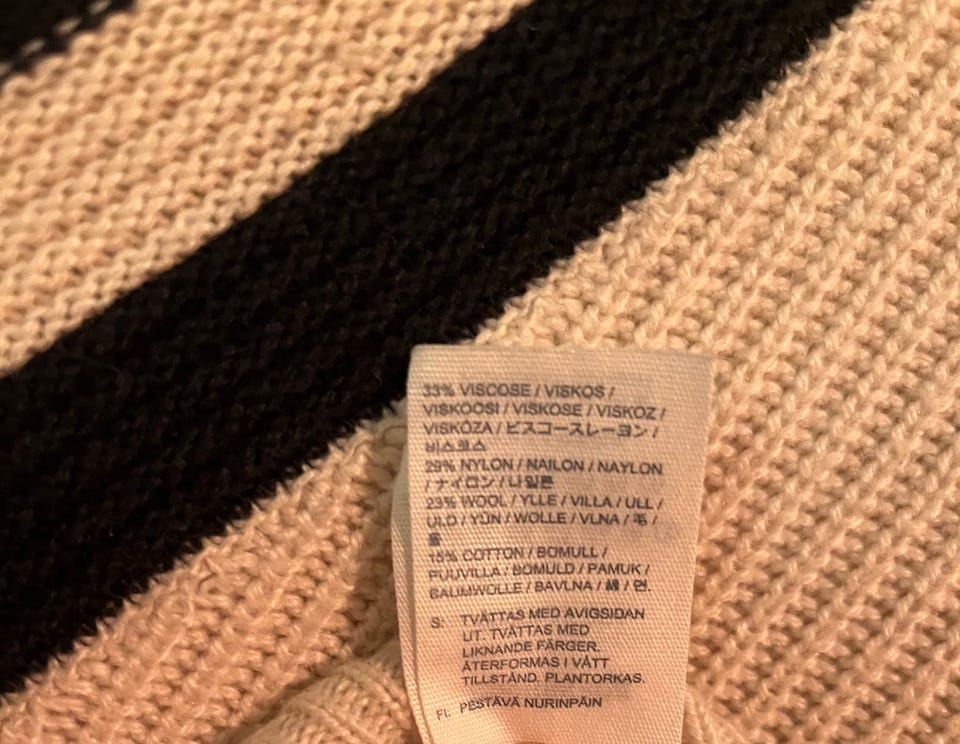 33% VISCOSE / VISKOS /
VISKOOSI / VISKOSE / VISKOZ /
VISKÓZA / ビスコースレーヨン /
비스코스
29% NYLON / NAILON / NAYLON
/ ナイロン / 나일론
23% WOOL / YLLE / VILLA / ULL /
ULD / YÜN / WOLLE / VLNA / 毛 /
울
15% COTTON / BOMULL /
PUUVILLA / BOMULD / PAMUK /
BAUMWOLLE / BAVLNA / 綿 / 면.
S: TVÄTTAS MED AVIGSIDAN
UT. TVÄTTAS MED
LIKNANDE FÄRGER.
ÅTERFORMAS I VÅTT
TILLSTÅND. PLANTORKAS.
FI. PESTÄVÄ NURINPÄIN